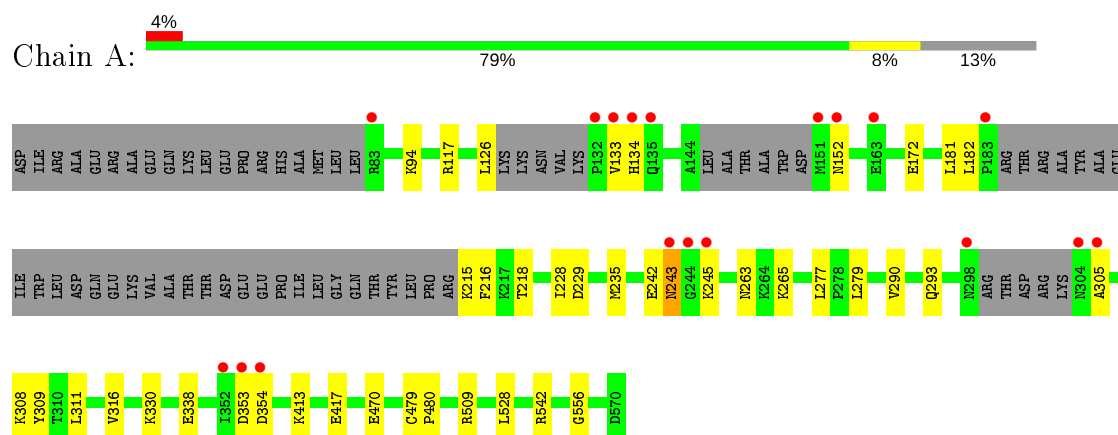 4%
Chain A:
79% 8% 13%
ASP ILE ARG ALA GLU ARG ALA GLU GLN LYS LEU GLU PRO ARG HIS ALA MET LEU LEU R83 K94 R117 L126 LYS LYS ASN VAL LYS P132 V133 H134 Q135 A144 LEU ALA THR ALA TRP ASP M151 N152 E163 E172 L181 L182 P183 ARG THR ARG ALA TYR ALA GLU
ILE TRP LEU ASP GLN GLU LYS VAL ALA THR THR ASP GLU GLU PRO ILE LEU GLY GLN THR TYR LEU PRO ARG K215 F216 K217 T218 I228 D229 M235 E242 N243 G244 K245 N263 K264 K265 L277 P278 L279 V290 Q293 N298 ARG THR ASP ARG LYS N304 A305
K308 Y309 T310 L311 V316 K330 E338 I352 D353 D354 K413 E417 E470 C479 P480 R509 L528 R542 G556 D570